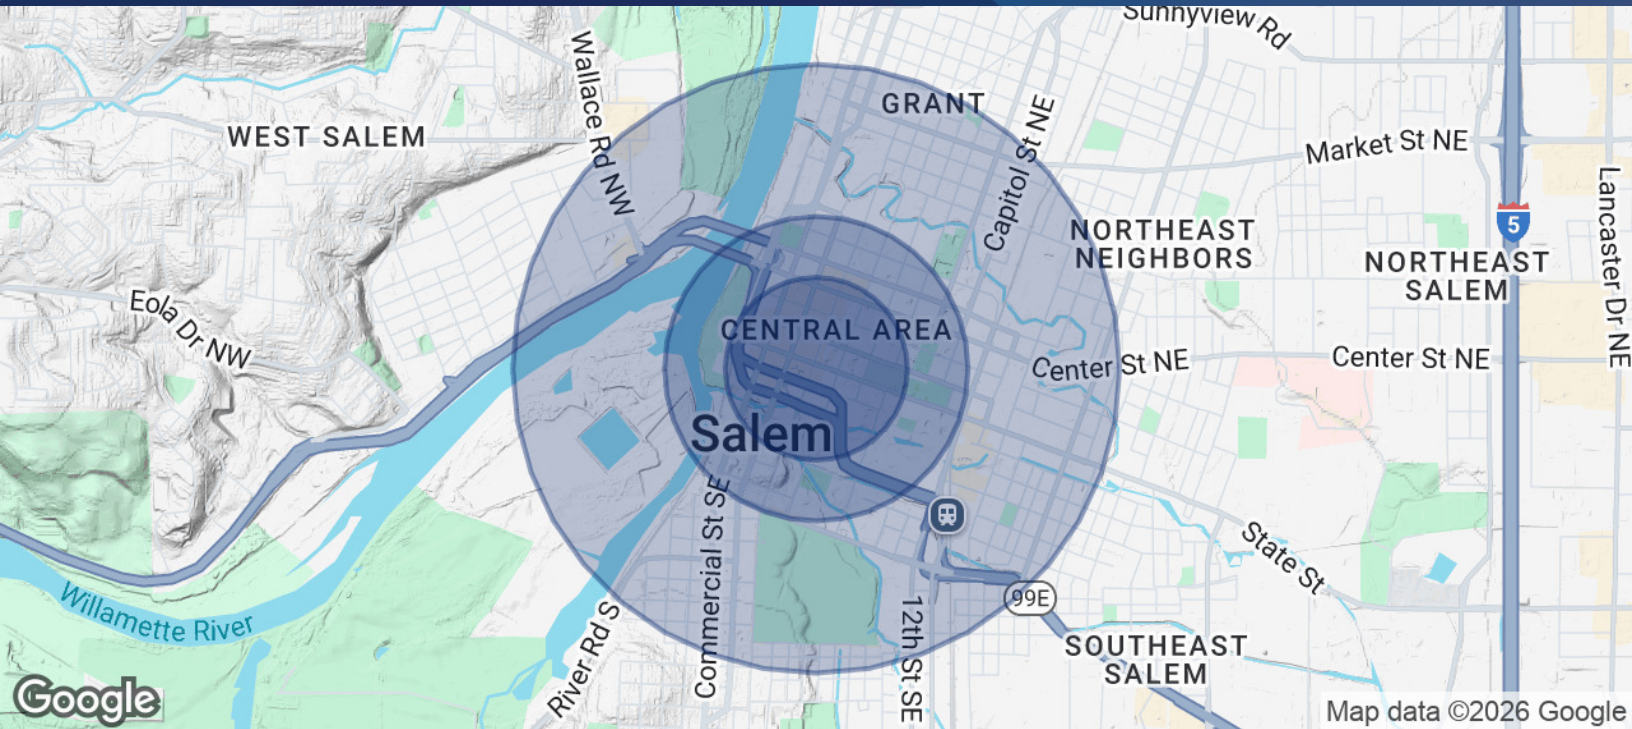 Sunnyview Rd
Wallace Rd NW
GRANT
Capitol St NE
WEST SALEM
Market St NE
Lancaster Dr NE
5
NORTHEAST
NEIGHBORS
NORTHEAST
SALEM
Eola Dr NW
CENTRAL AREA
Center St NE
Center St NE
Salem
Commercial St SE
State St
99E
Willamette River
River Rd S
12th St SE
SOUTHEAST
SALEM
Google
Map data ©2026 Google